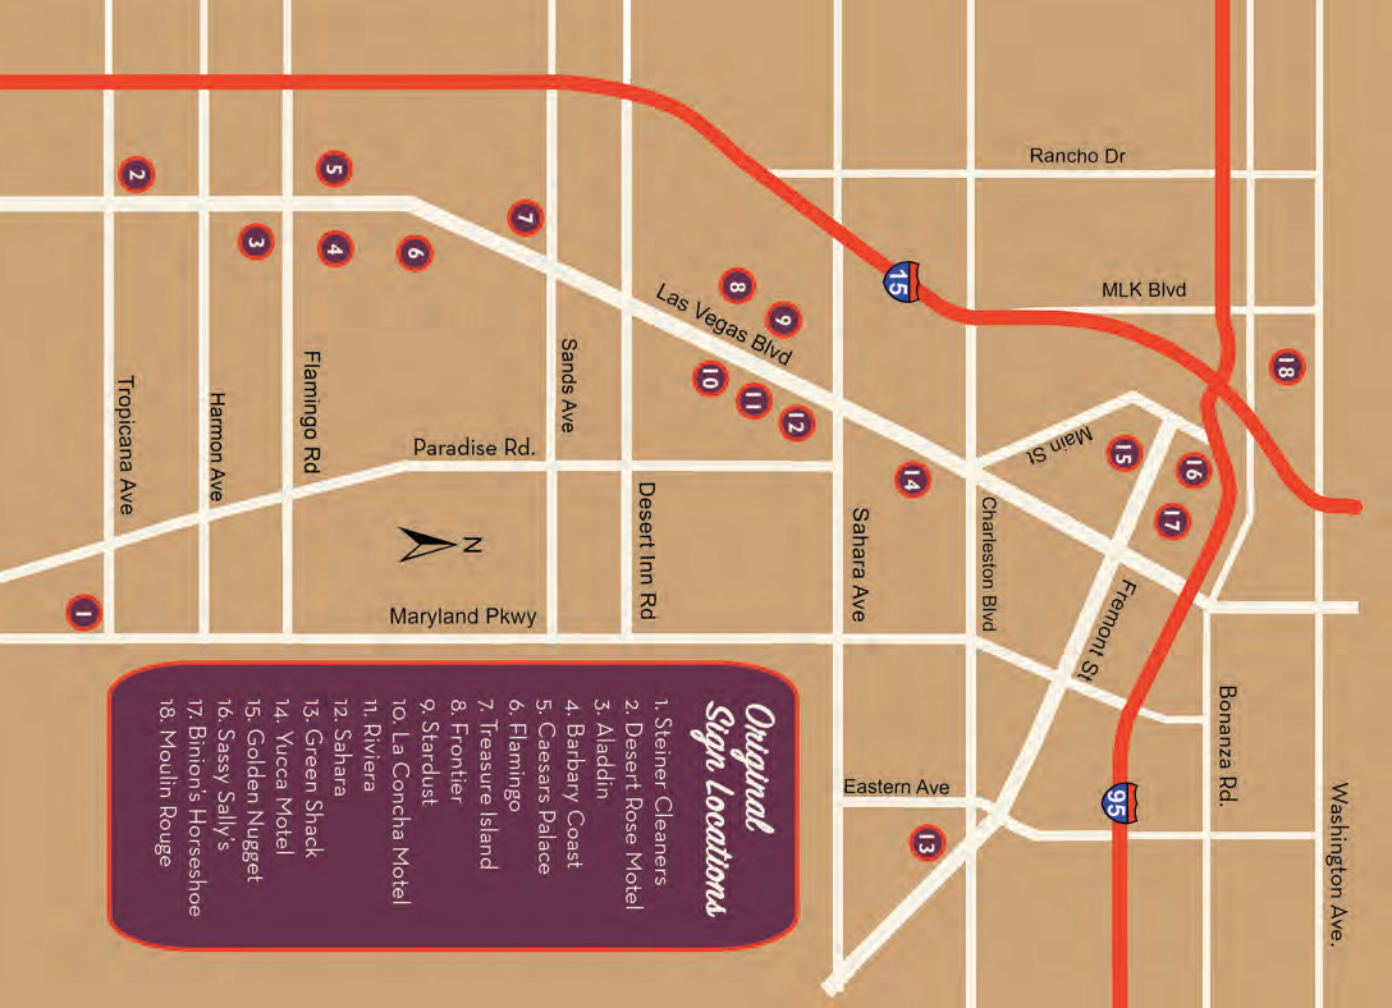 Rancho Dr
MLK Blvd
15
Las Vegas Blvd
Main St
Paradise Rd.
Maryland Pkwy
Eastern Ave
Fremont St
95
Tropicana Ave
Harmon Ave
Flamingo Rd
Sands Ave
Desert Inn Rd
Sahara Ave
Charleston Blvd
Bonanza Rd.
Washington Ave.
N
1
2
3
4
5
6
7
8
9
10
11
12
13
14
15
16
17
18
Original
Sign Locations
1. Steiner Cleaners
2. Desert Rose Motel
3. Aladdin
4. Barbary Coast
5. Caesars Palace
6. Flamingo
7. Treasure Island
8. Frontier
9. Stardust
10. La Concha Motel
11. Riviera
12. Sahara
13. Green Shack
14. Yucca Motel
15. Golden Nugget
16. Sassy Sally's
17. Binion's Horseshoe
18. Moulin Rouge